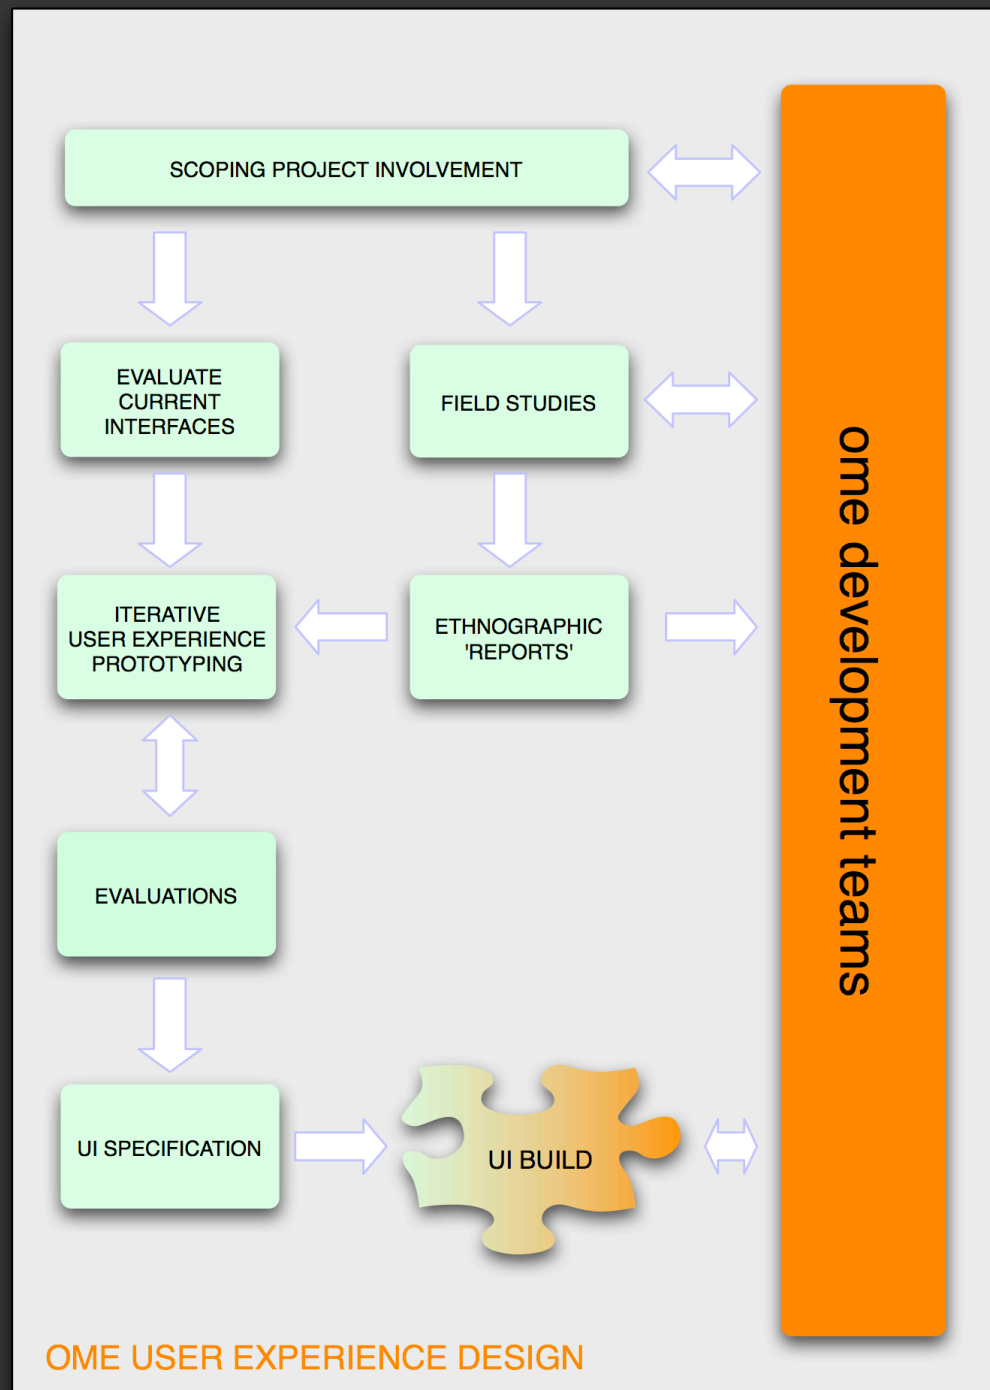 SCOPING PROJECT INVOLVEMENT
EVALUATE
CURRENT
INTERFACES
FIELD STUDIES
ITERATIVE
USER EXPERIENCE
PROTOTYPING
ETHNOGRAPHIC
'REPORTS'
EVALUATIONS
UI SPECIFICATION
UI BUILD
ome development teams
OME USER EXPERIENCE DESIGN